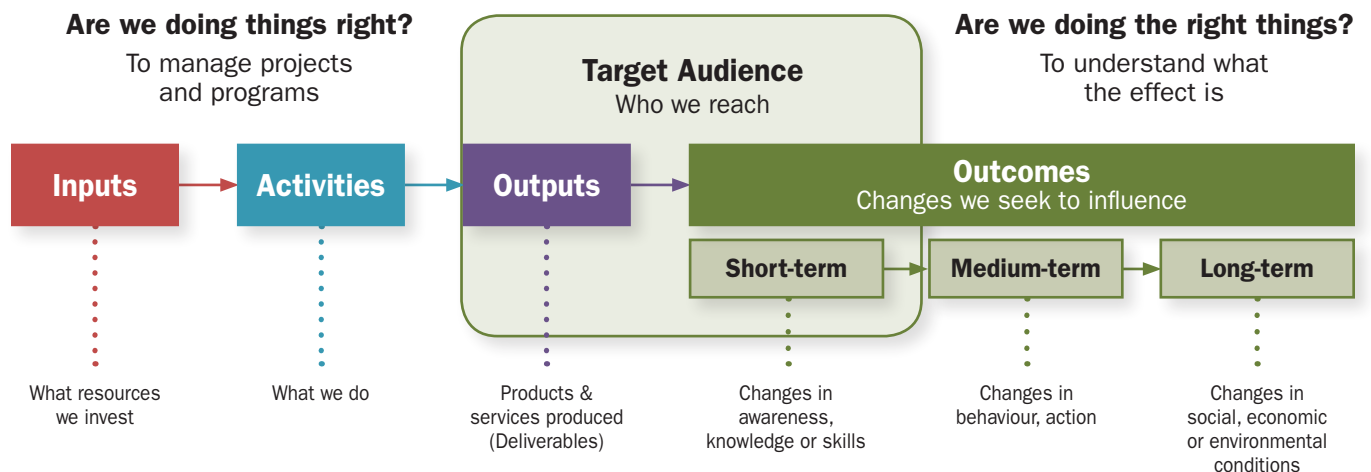 Are we doing things right?
To manage projects
and programs
Target Audience
Who we reach
Are we doing the right things?
To understand what
the effect is
Inputs
Activities
Outputs
Outcomes
Changes we seek to influence
Short-term
Medium-term
Long-term
What resources
we invest
What we do
Products &
services produced
(Deliverables)
Changes in
awareness,
knowledge or skills
Changes in
behaviour, action
Changes in
social, economic
or environmental
conditions